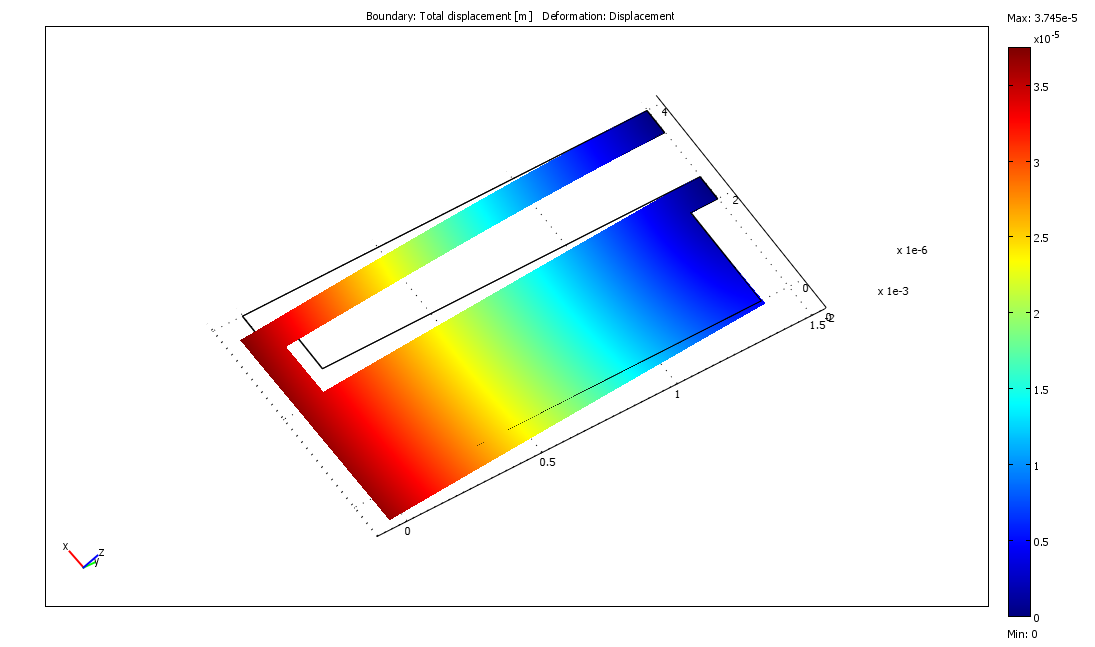 Boundary: Total displacement [m] Deformation: Displacement
Max: 3.745e-5
x10-5
3.5
3
2.5
2
1.5
1
0.5
0
Min: 0
4
2
0
x 1e-6
x 1e-3
1.5
1
0.5
0
x
z
y